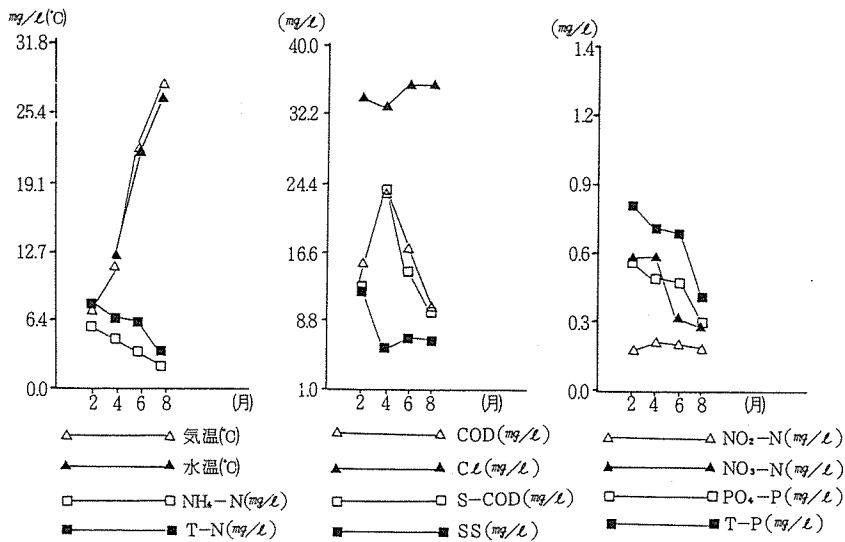 mg/ℓ(℃)
31.8
25.4
19.1
12.7
6.4
0.0
2 4 6 8 (月)
△ 気温(℃)
▲ 水温(℃)
□ NH₄-N(mg/ℓ)
■ T-N(mg/ℓ)
(mg/ℓ)
40.0
32.2
24.4
16.6
8.8
1.0
2 4 6 8 (月)
△ COD(mg/ℓ)
▲ Cℓ(mg/ℓ)
□ S-COD(mg/ℓ)
■ SS(mg/ℓ)
(mg/ℓ)
1.4
1.2
0.9
0.6
0.3
0.0
2 4 6 8 (月)
△ NO₂-N(mg/ℓ)
▲ NO₃-N(mg/ℓ)
□ PO₄-P(mg/ℓ)
■ T-P(mg/ℓ)